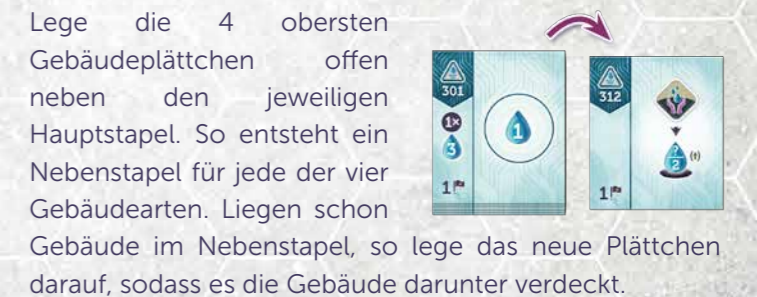 Lege die 4 obersten
Gebäudeplättchen offen
neben den jeweiligen
Hauptstapel. So entsteht ein
Nebenstapel für jede der vier
Gebäudearten. Liegen schon
Gebäude im Nebenstapel, so lege das neue Plättchen
darauf, sodass es die Gebäude darunter verdeckt.
301
1x
3
1
1
312
?
2
(1)
1